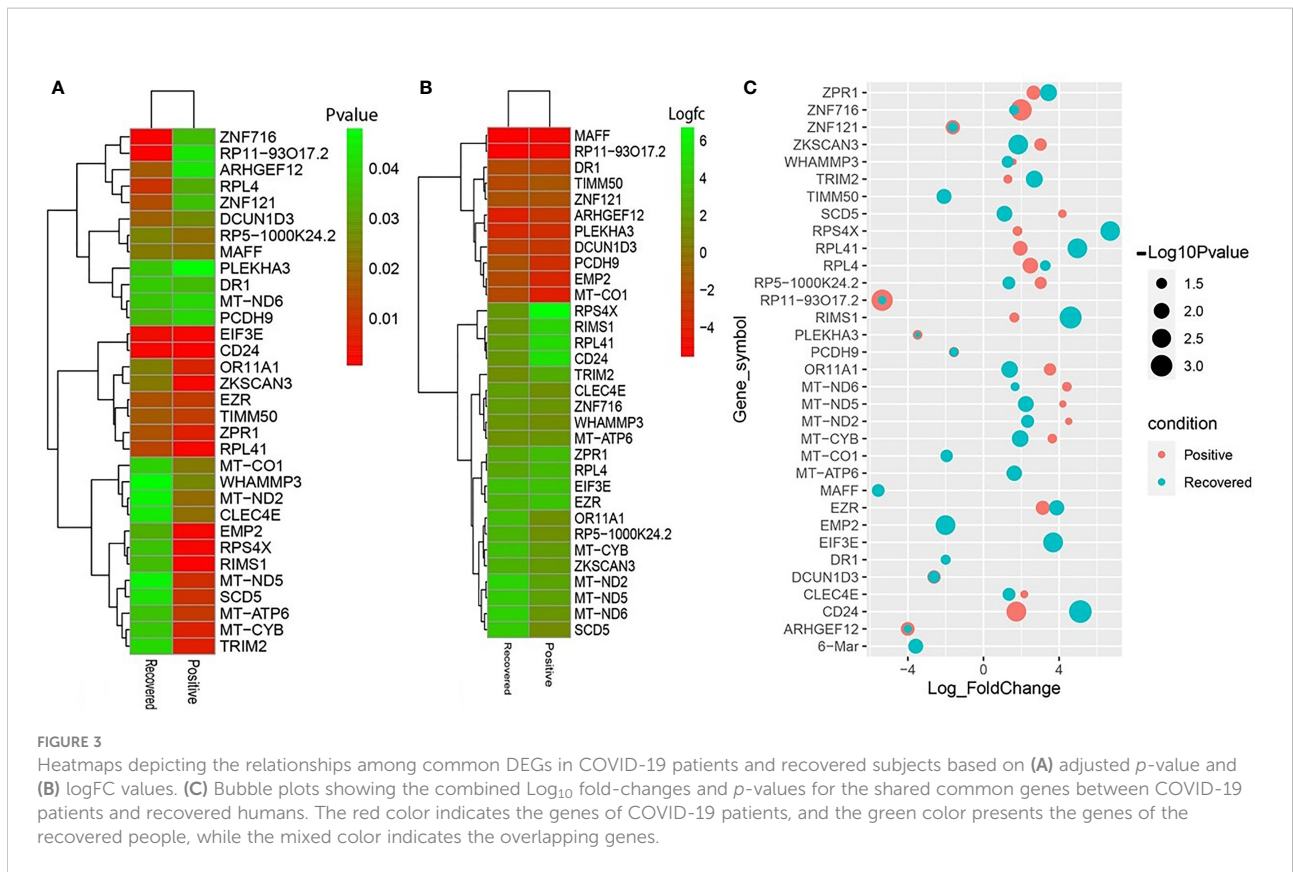 A
Pvalue
0.04
0.03
0.02
0.01
ZNF716
RP11-93O17.2
ARHGEF12
RPL4
ZNF121
DCUN1D3
RP5-1000K24.2
MAFF
PLEKHA3
DR1
MT-ND6
PCDH9
EIF3E
CD24
OR11A1
ZKSCAN3
EZR
TIMM50
ZPR1
RPL41
MT-CO1
WHAMMP3
MT-ND2
CLEC4E
EMP2
RPS4X
RIMS1
MT-ND5
SCD5
MT-ATP6
MT-CYB
TRIM2
Recovered
Positive
B
Logfc
6
4
2
0
−2
−4
MAFF
RP11-93O17.2
DR1
TIMM50
ZNF121
ARHGEF12
PLEKHA3
DCUN1D3
PCDH9
EMP2
MT-CO1
RPS4X
RIMS1
RPL41
CD24
TRIM2
CLEC4E
ZNF716
WHAMMP3
MT-ATP6
ZPR1
RPL4
EIF3E
EZR
OR11A1
RP5-1000K24.2
MT-CYB
ZKSCAN3
MT-ND2
MT-ND5
MT-ND6
SCD5
Recovered
Positive
C
Gene_symbol
ZPR1
ZNF716
ZNF121
ZKSCAN3
WHAMMP3
TRIM2
TIMM50
SCD5
RPS4X
RPL41
RPL4
RP5-1000K24.2
RP11-93O17.2
RIMS1
PLEKHA3
PCDH9
OR11A1
MT-ND6
MT-ND5
MT-ND2
MT-CYB
MT-CO1
MT-ATP6
MAFF
EZR
EMP2
EIF3E
DR1
DCUN1D3
CLEC4E
CD24
ARHGEF12
6-Mar
−4 0 4
Log_FoldChange
-Log10Pvalue
1.5
2.0
2.5
3.0
condition
Positive
Recovered
FIGURE 3
Heatmaps depicting the relationships among common DEGs in COVID-19 patients and recovered subjects based on (A) adjusted p-value and
(B) logFC values. (C) Bubble plots showing the combined Log10 fold-changes and p-values for the shared common genes between COVID-19
patients and recovered humans. The red color indicates the genes of COVID-19 patients, and the green color presents the genes of the
recovered people, while the mixed color indicates the overlapping genes.